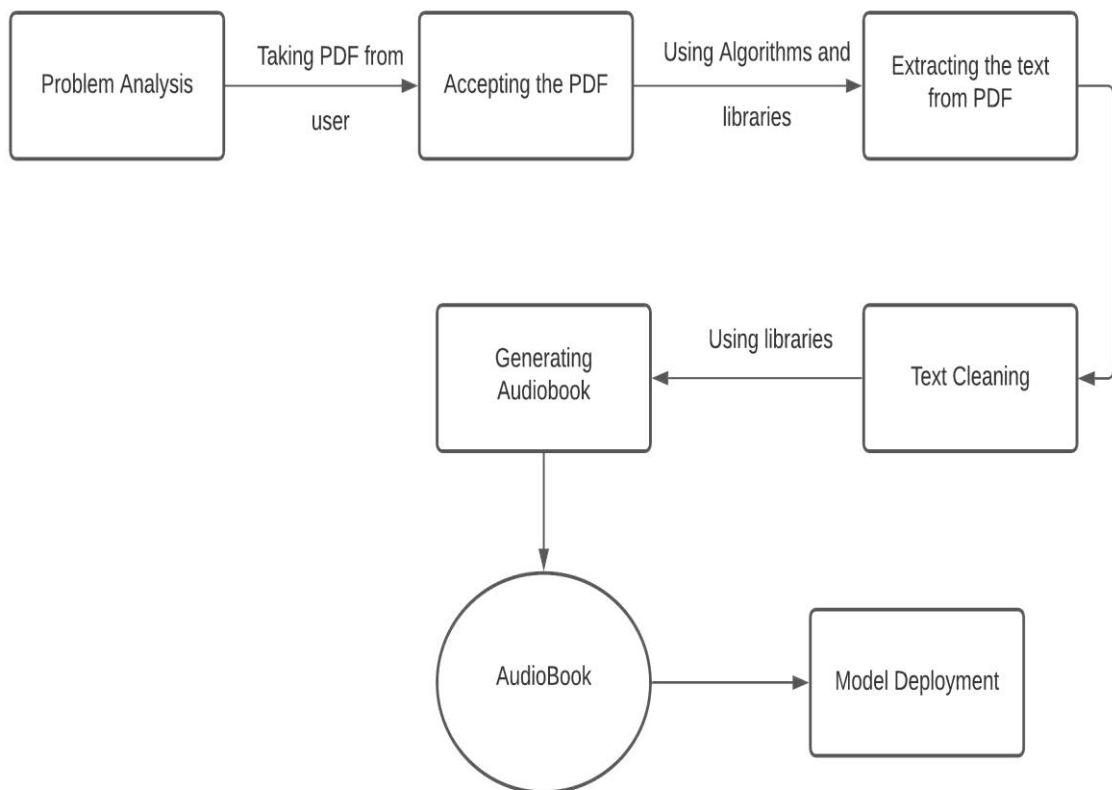 Problem Analysis
Taking PDF from
user
Accepting the PDF
Using Algorithms and
libraries
Extracting the text
from PDF
Text Cleaning
Using libraries
Generating
Audiobook
AudioBook
Model Deployment